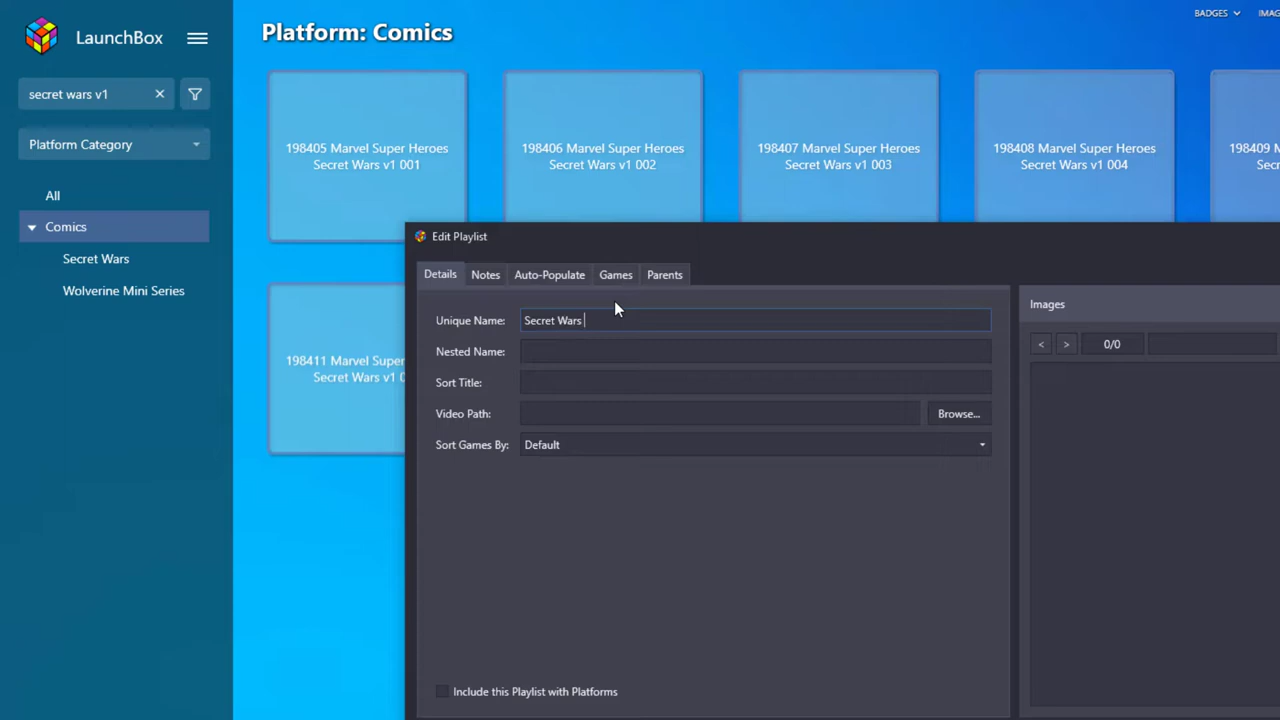 LaunchBox
secret wars v1
Platform Category
All
Comics
Secret Wars
Wolverine Mini Series
Platform: Comics
BADGES
198405 Marvel Super Heroes
Secret Wars v1 001
198406 Marvel Super Heroes
Secret Wars v1 002
198407 Marvel Super Heroes
Secret Wars v1 003
198408 Marvel Super Heroes
Secret Wars v1 004
198409
198411 Marvel Super
Secret Wars v1
Edit Playlist
Details Notes Auto-Populate Games Parents
Unique Name: Secret Wars
Nested Name:
Sort Title:
Video Path: Browse...
Sort Games By: Default
Include this Playlist with Platforms
Images
< > 0/0